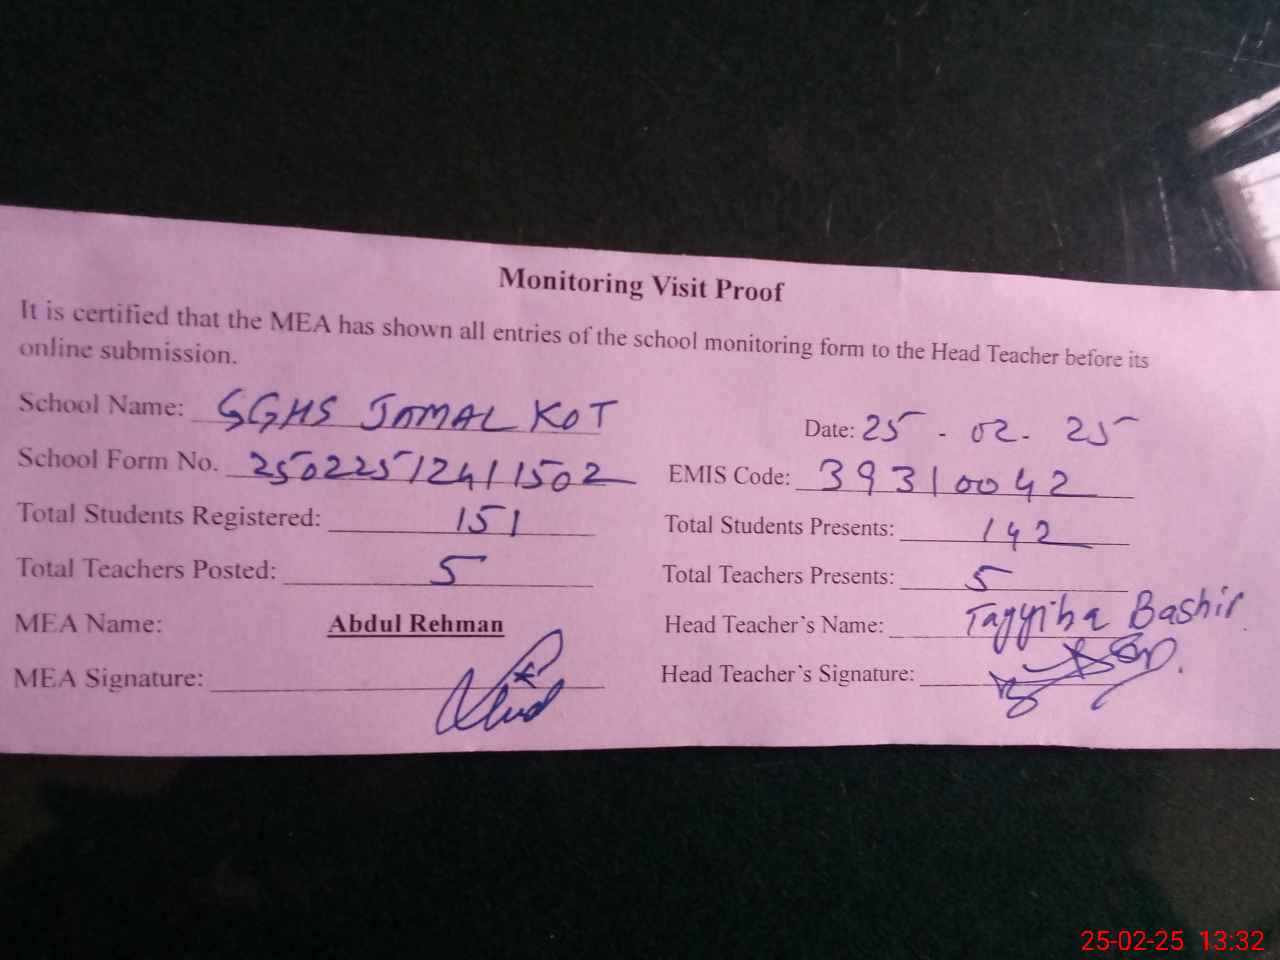 Monitoring Visit Proof
It is certified that the MEA has shown all entries of the school monitoring form to the Head Teacher before its
online submission.
School Name: GGHS JAMAL KOT Date: 25-02-25
School Form No. 25022512411502 EMIS Code: 39310042
Total Students Registered: 151 Total Students Presents: 142
Total Teachers Posted: 5 Total Teachers Presents: 5
MEA Name: Abdul Rehman Head Teacher's Name: Tayyiba Bashir
MEA Signature: Head Teacher's Signature:
25-02-25 13:32